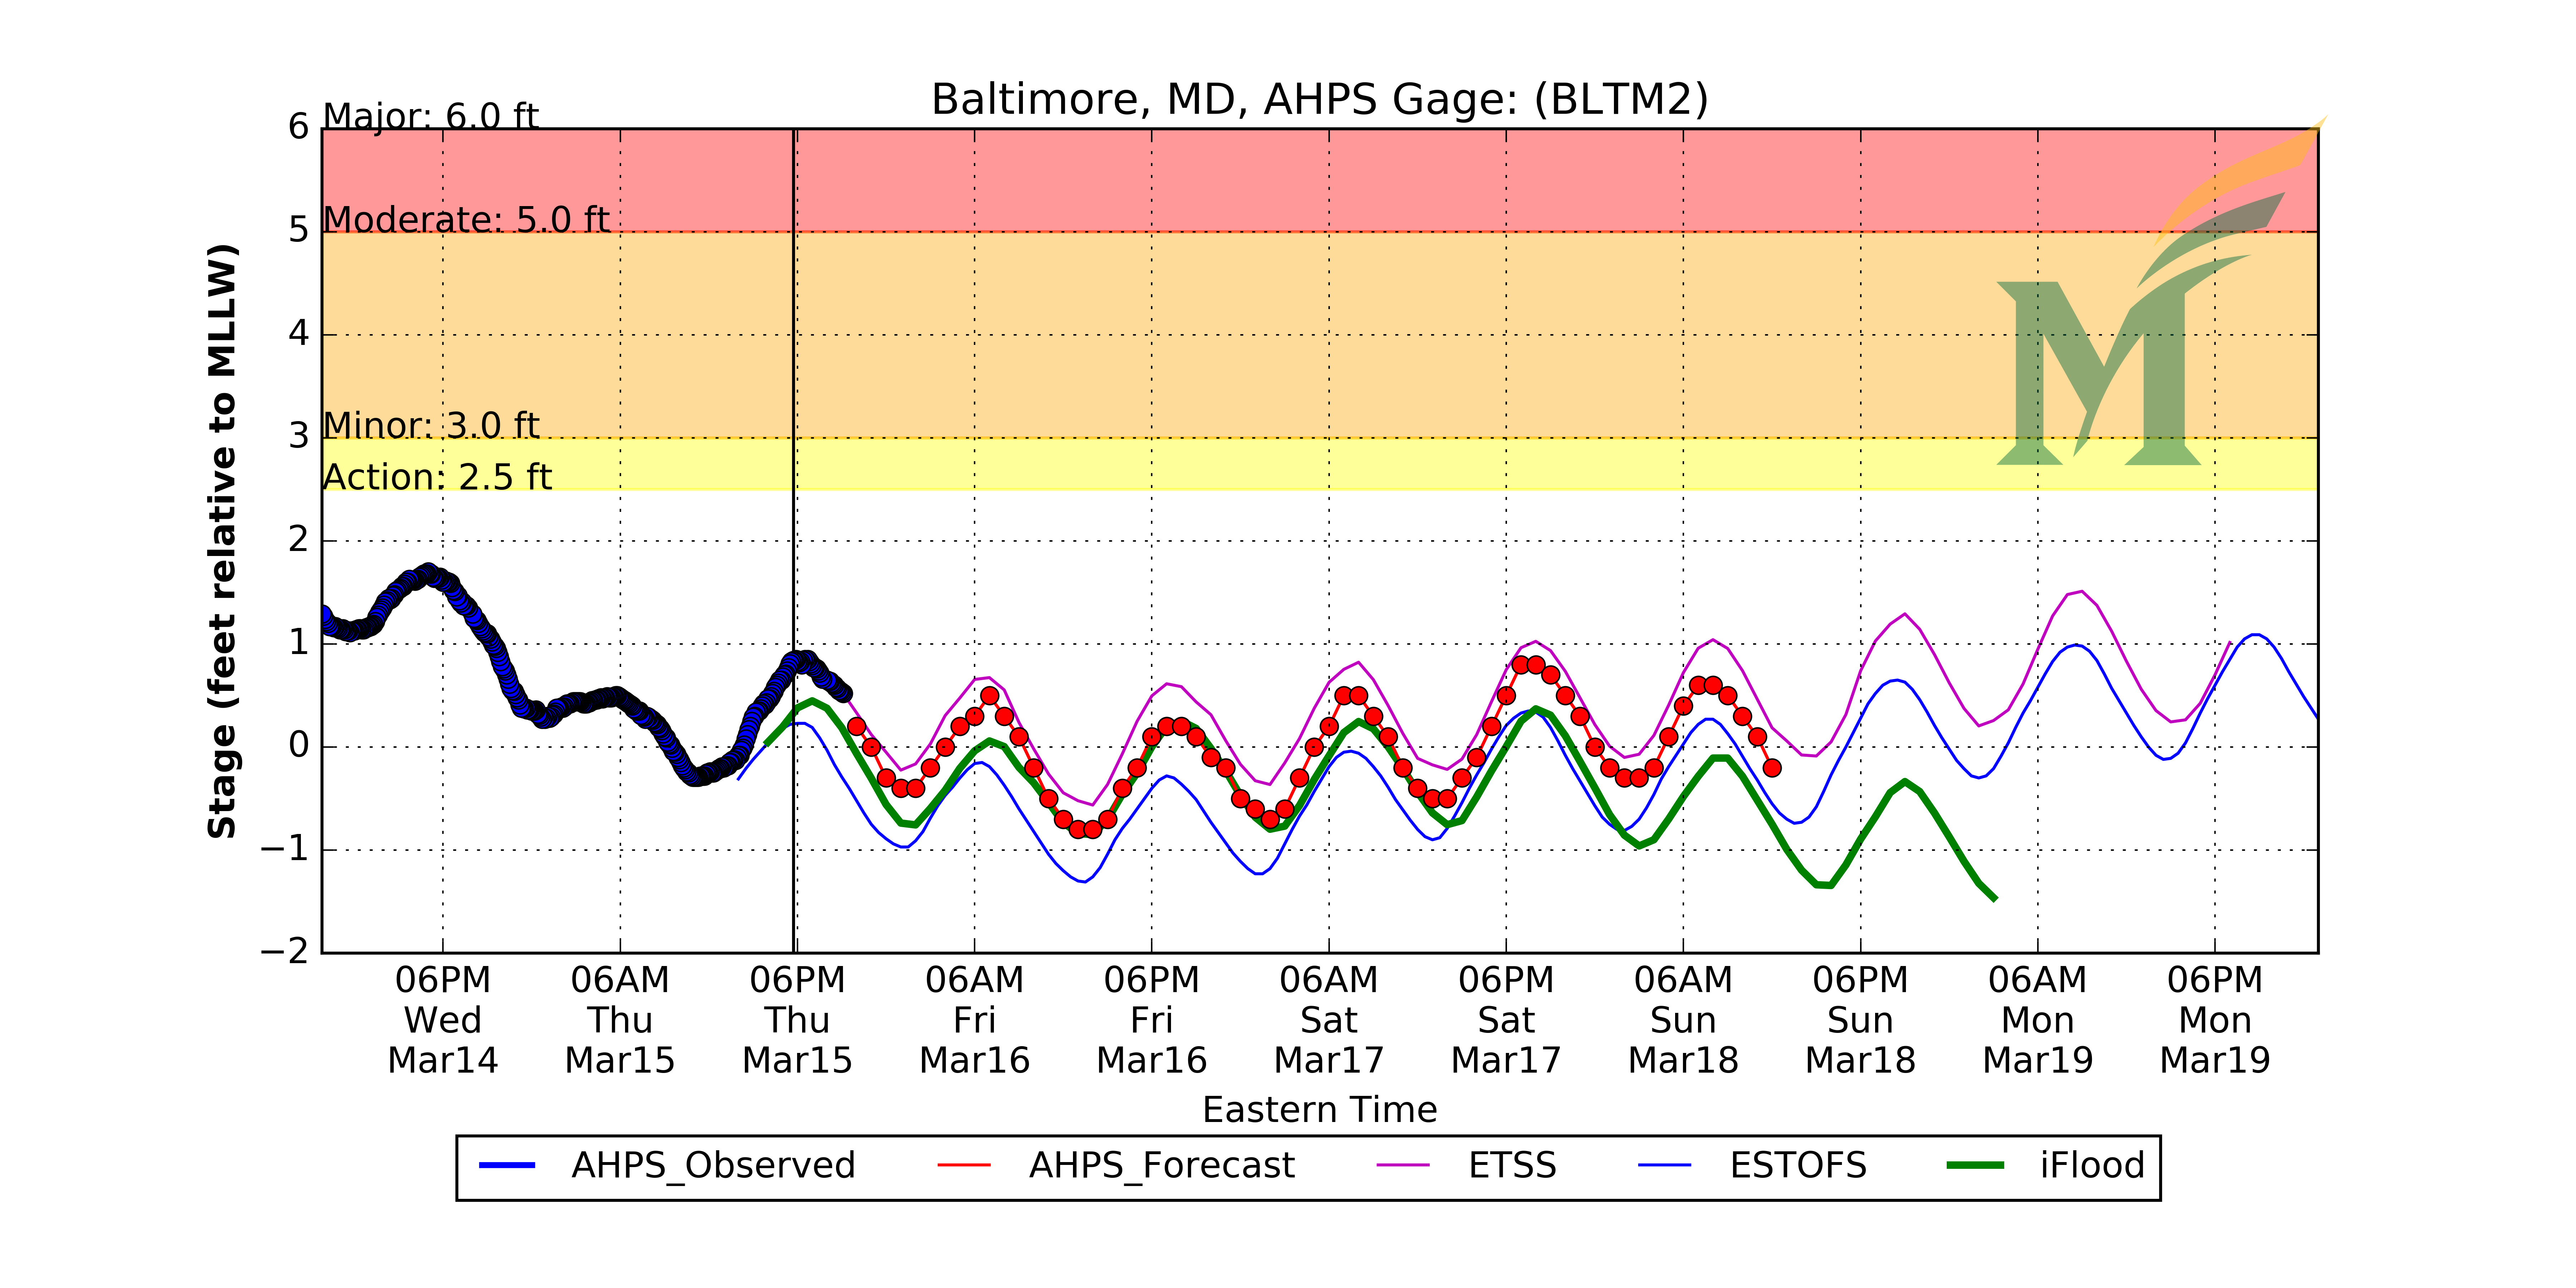 Baltimore, MD, AHPS Gage: (BLTM2)
Major: 6.0 ft
Moderate: 5.0 ft
Minor: 3.0 ft
Action: 2.5 ft
Stage (feet relative to MLLW)
6
5
4
3
2
1
0
−1
−2
06PM 06AM 06PM 06AM 06PM 06AM 06PM 06AM 06PM 06AM 06PM
Wed Thu Thu Fri Fri Sat Sat Sun Sun Mon Mon
Mar14 Mar15 Mar15 Mar16 Mar16 Mar17 Mar17 Mar18 Mar18 Mar19 Mar19
Eastern Time
AHPS_Observed AHPS_Forecast ETSS ESTOFS iFlood
M